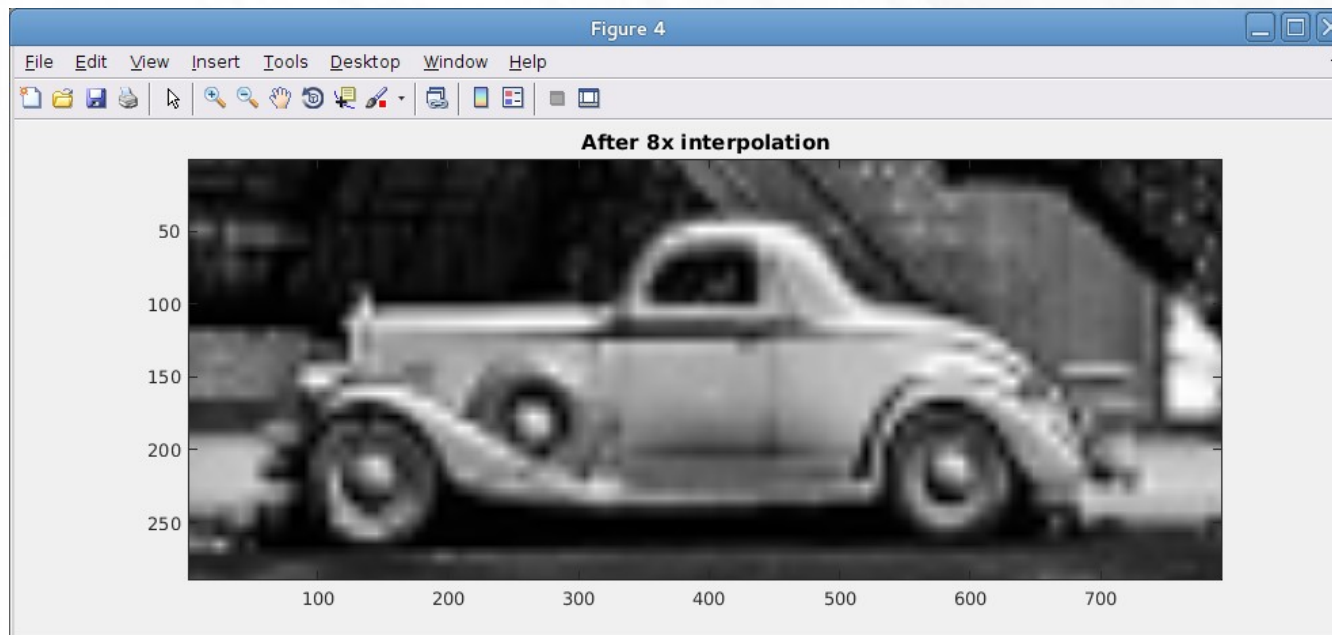 Figure 4
File Edit View Insert Tools Desktop Window Help
After 8x interpolation
50
100
150
200
250
100 200 300 400 500 600 700